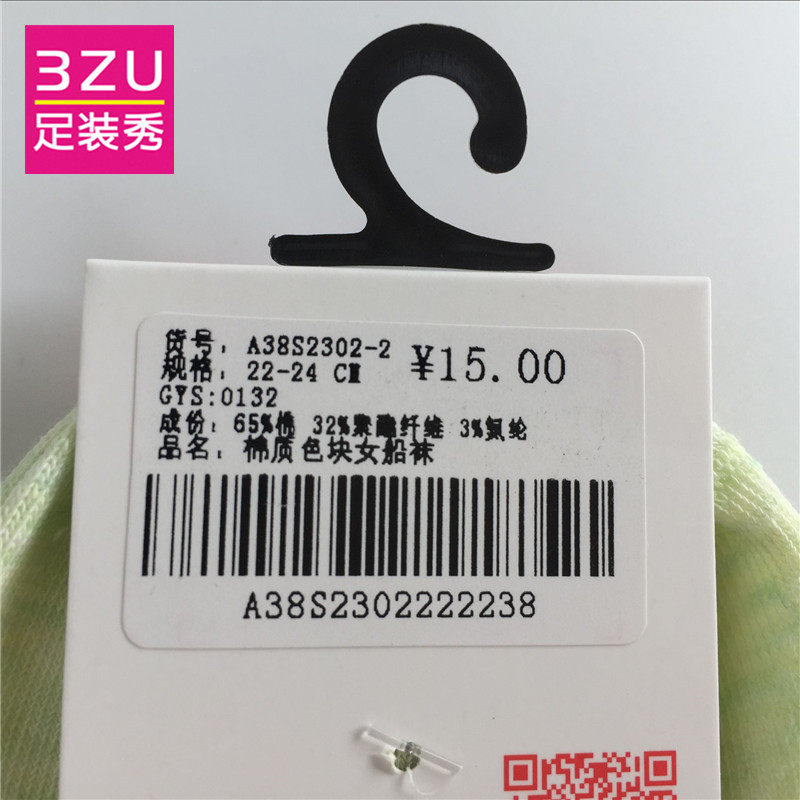 3ZU
足装秀
货号: A38S2302-2
规格: 22-24 CM ¥15.00
GYS:0132
成份: 65%棉 32%聚酯纤维 3%氨纶
品名: 棉质色块女船袜
A38S2302222238